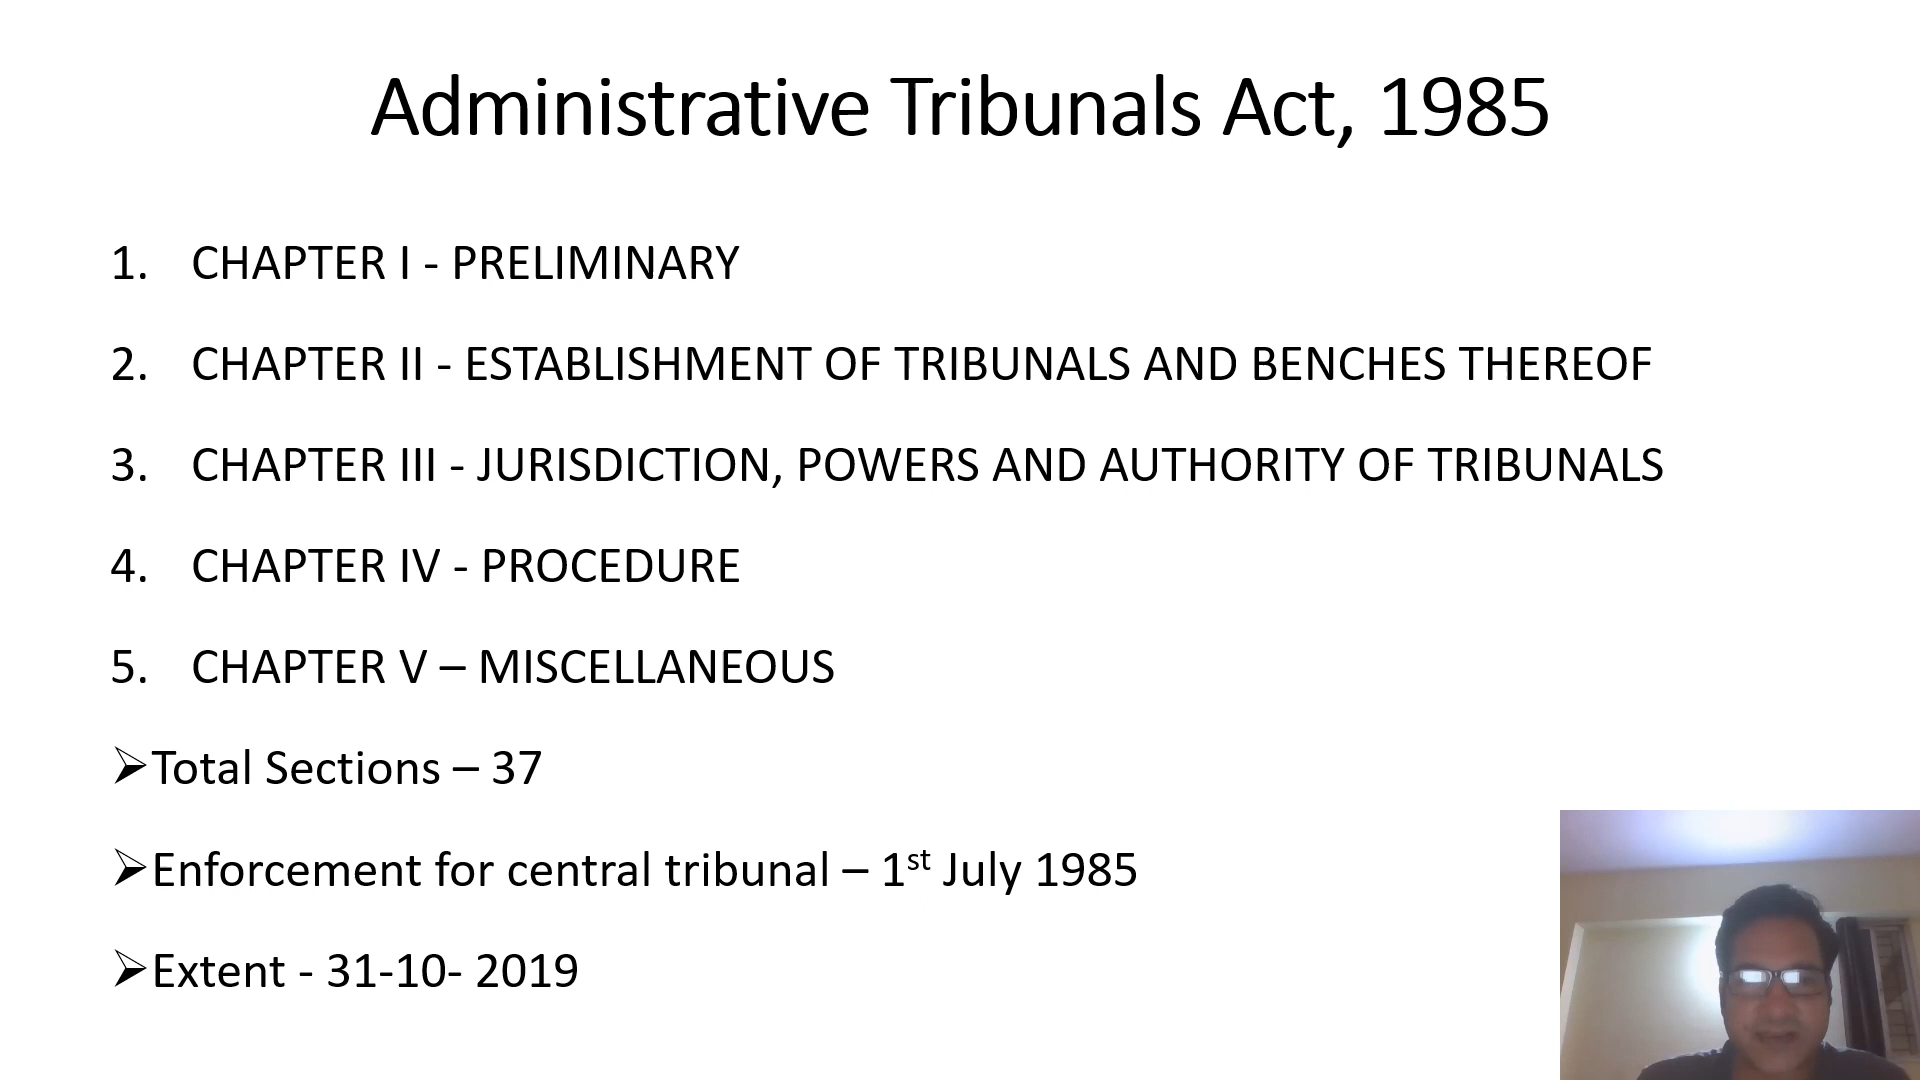 Administrative Tribunals Act, 1985
1. CHAPTER I - PRELIMINARY
2. CHAPTER II - ESTABLISHMENT OF TRIBUNALS AND BENCHES THEREOF
3. CHAPTER III - JURISDICTION, POWERS AND AUTHORITY OF TRIBUNALS
4. CHAPTER IV - PROCEDURE
5. CHAPTER V – MISCELLANEOUS
➢Total Sections – 37
➢Enforcement for central tribunal – 1st July 1985
➢Extent - 31-10- 2019